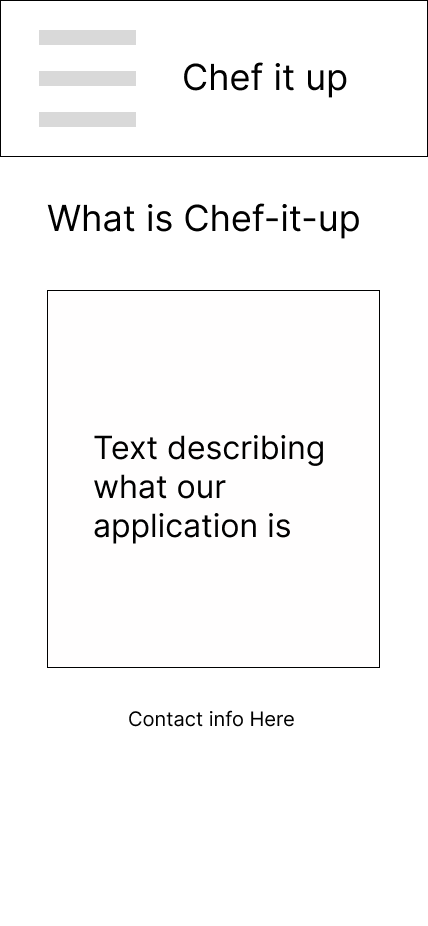 Chef it up
What is Chef-it-up
Text describing
what our
application is
Contact info Here